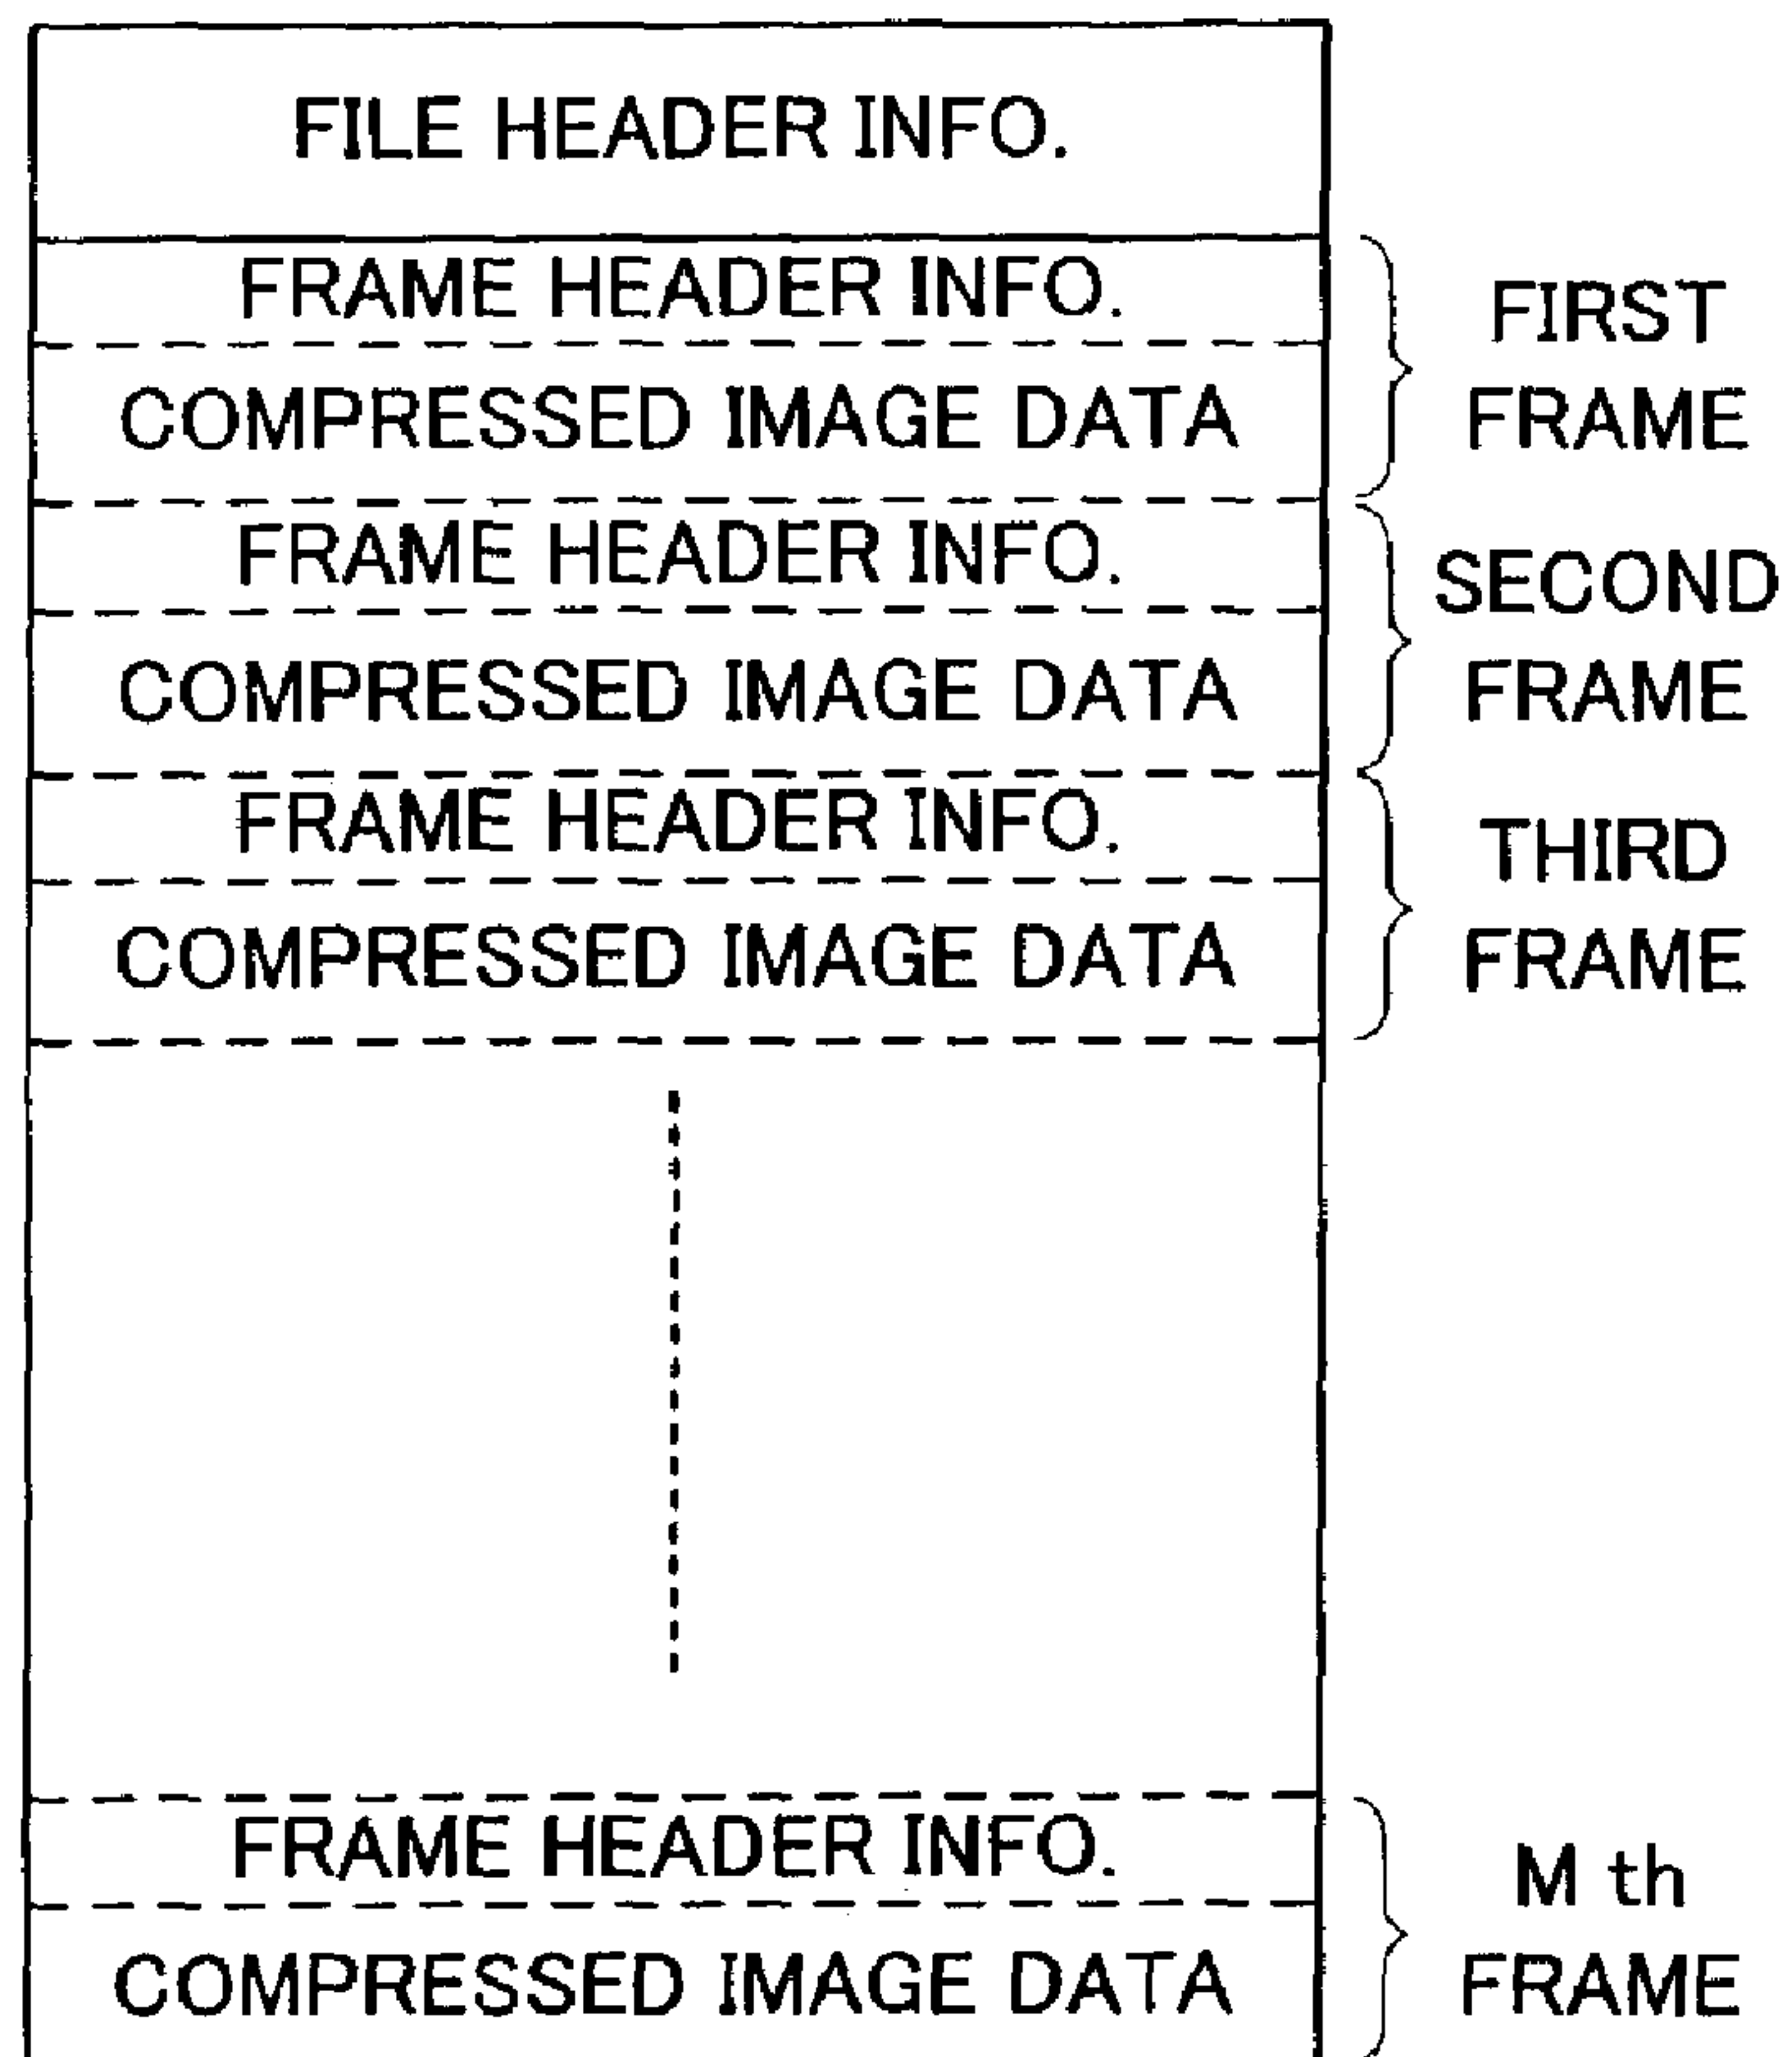 FILE HEADER INFO.
FRAME HEADER INFO.
COMPRESSED IMAGE DATA
FIRST
FRAME
FRAME HEADER INFO.
COMPRESSED IMAGE DATA
SECOND
FRAME
FRAME HEADER INFO.
COMPRESSED IMAGE DATA
THIRD
FRAME
FRAME HEADER INFO.
COMPRESSED IMAGE DATA
M th
FRAME